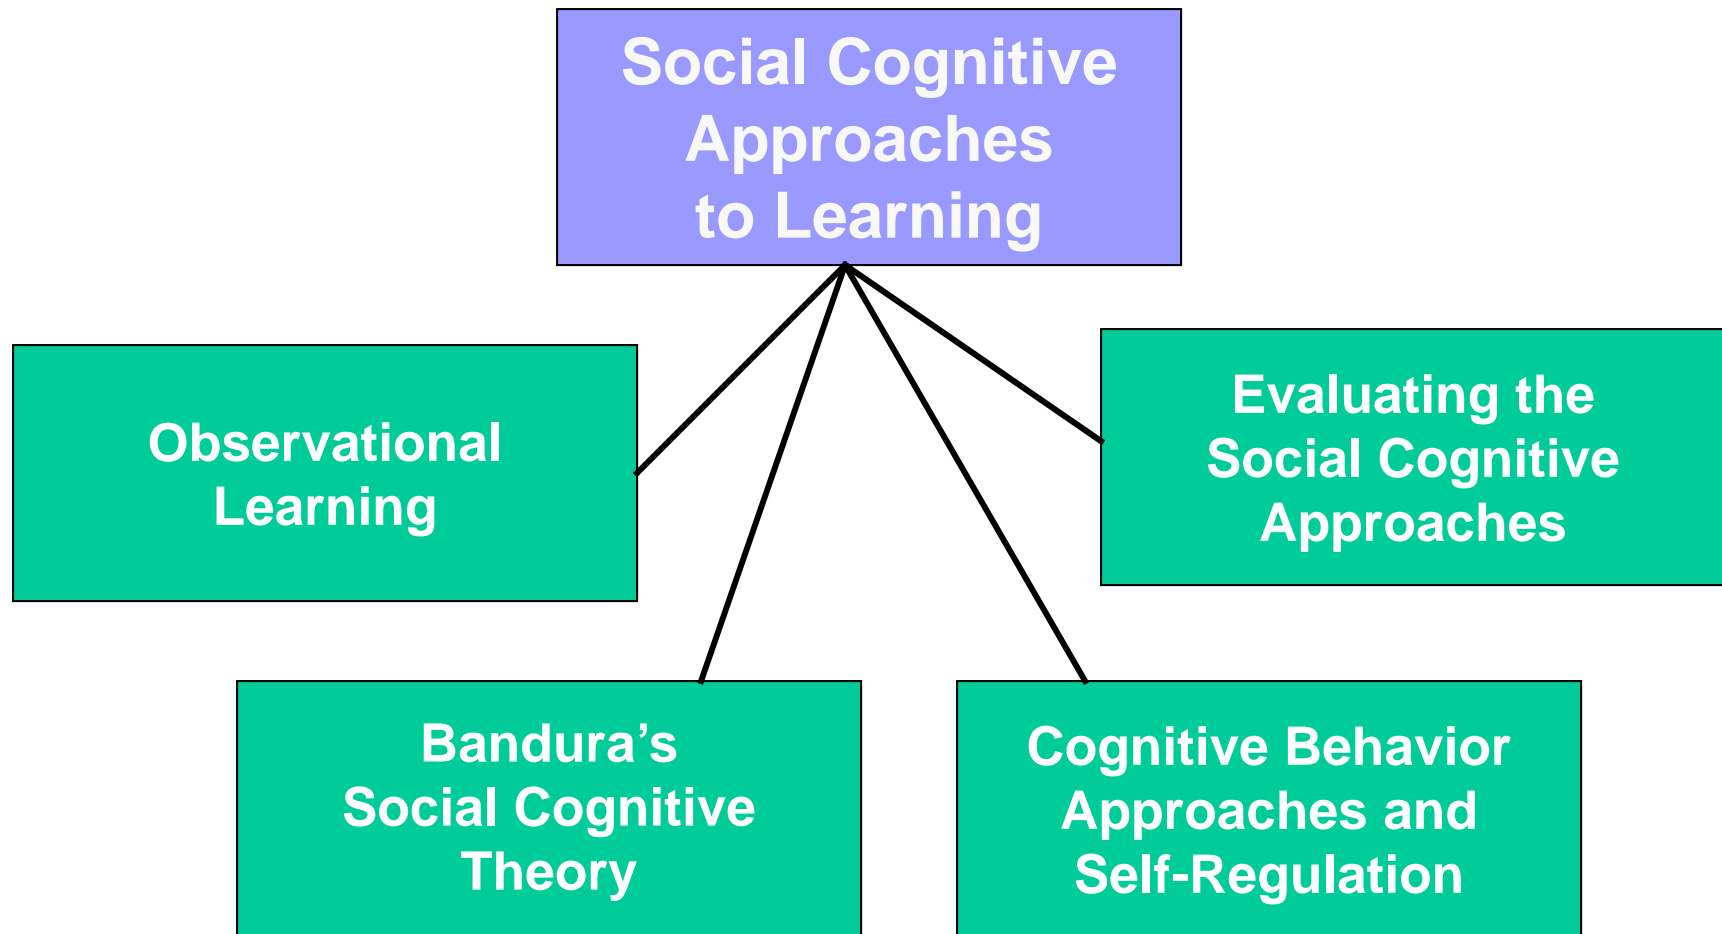 Social Cognitive
Approaches
to Learning
Observational
Learning
Evaluating the
Social Cognitive
Approaches
Bandura’s
Social Cognitive
Theory
Cognitive Behavior
Approaches and
Self-Regulation